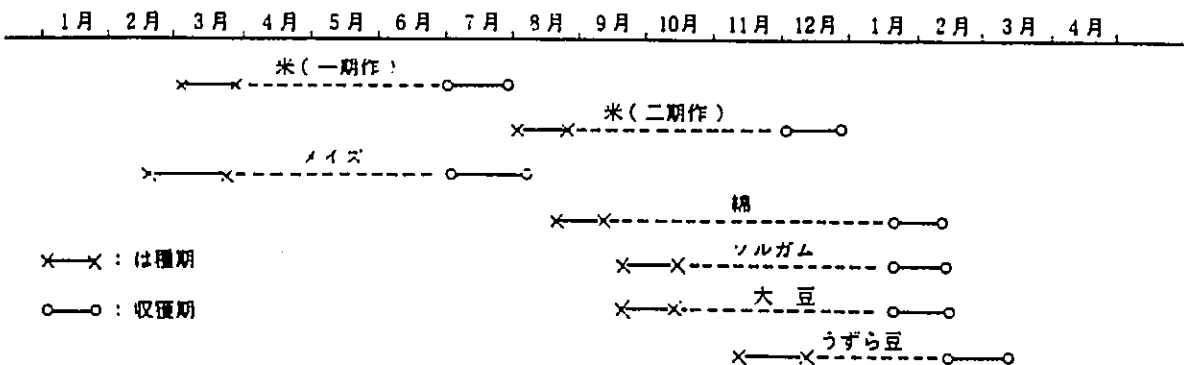 1月 2月 3月 4月 5月 6月 7月 8月 9月 10月 11月 12月 1月 2月 3月 4月
米(一期作)
米(二期作)
メイズ
綿
ソルガム
×──× : は種期
大 豆
○──○ : 収穫期
うずら豆